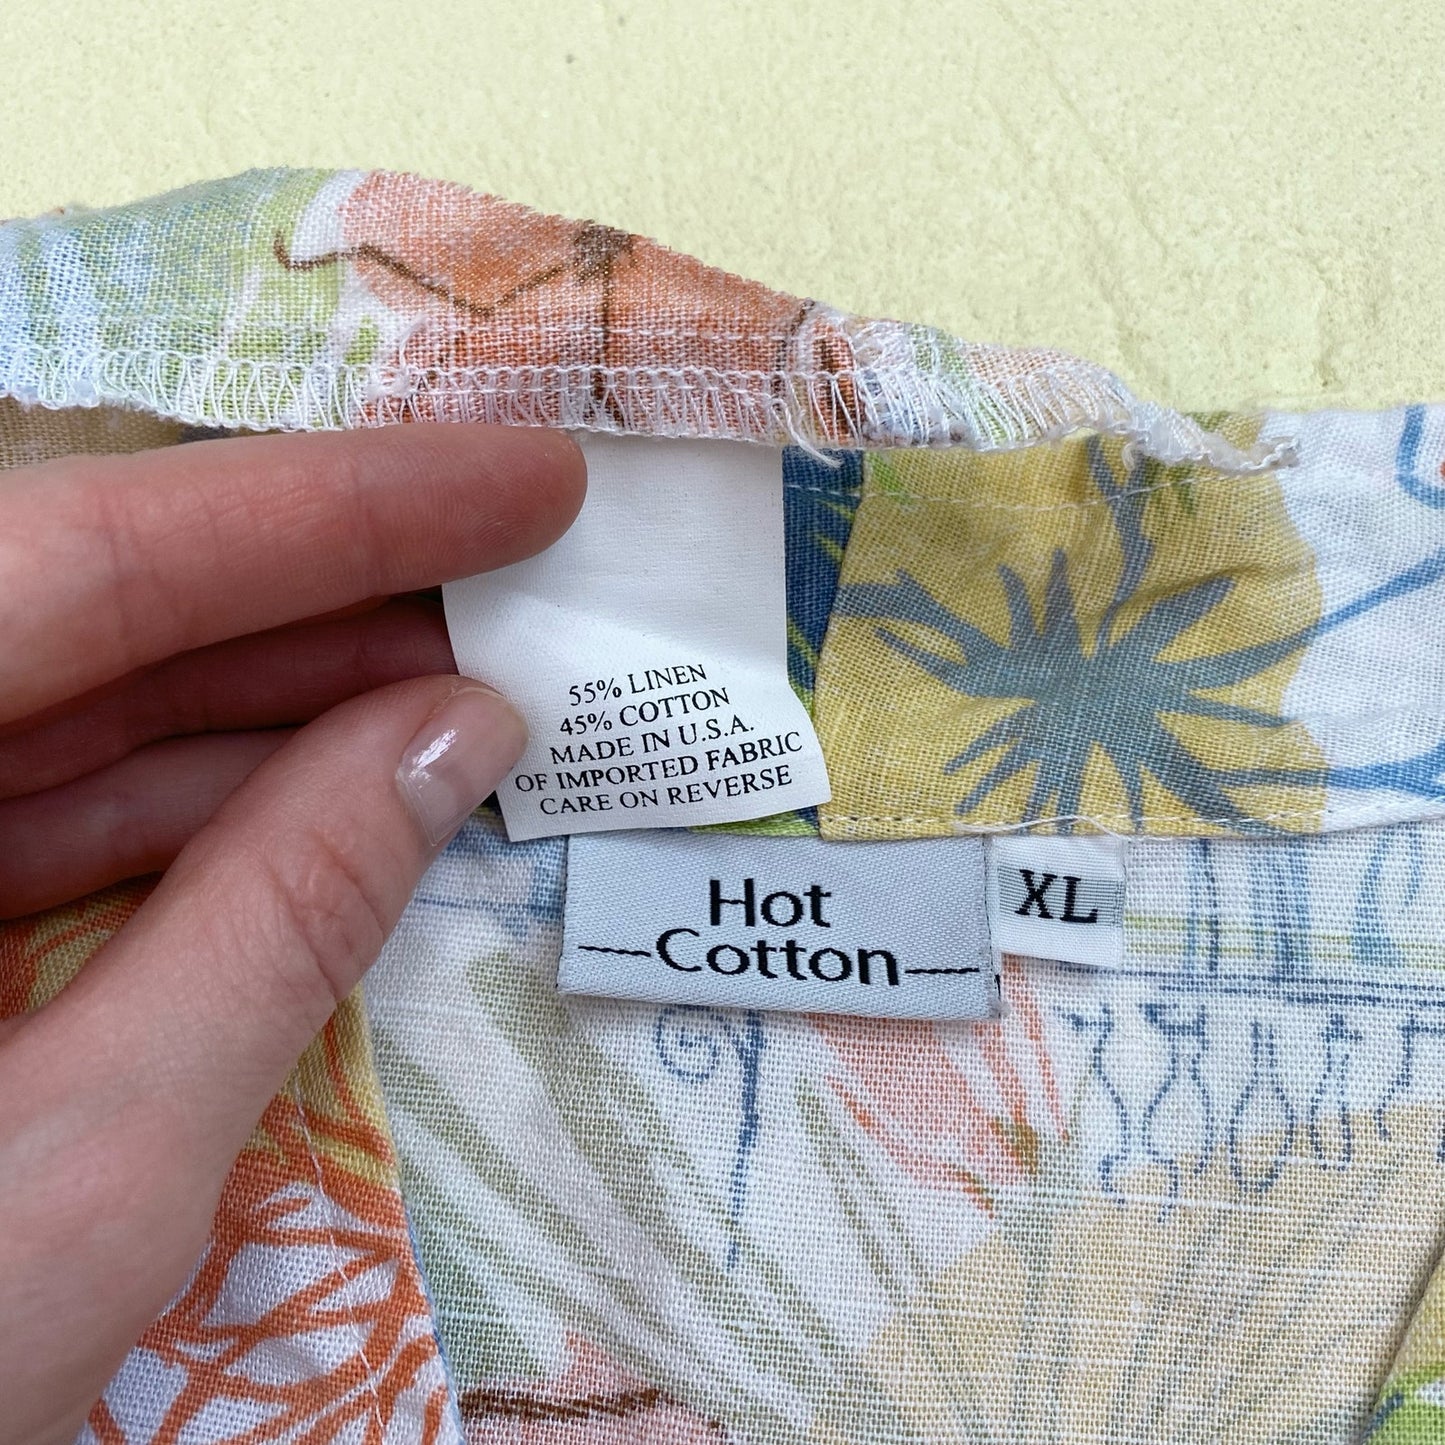 55% LINEN
45% COTTON
MADE IN U.S.A.
OF IMPORTED FABRIC
CARE ON REVERSE
Hot
Cotton
XL